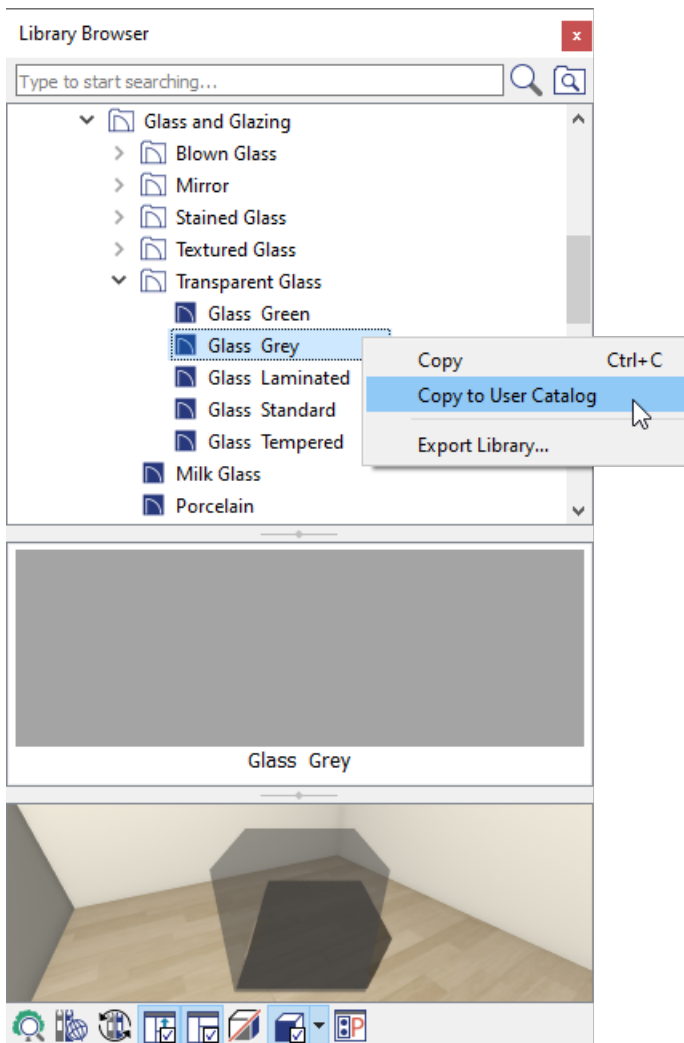 Library Browser
x
Type to start searching...
Glass and Glazing
Blown Glass
Mirror
Stained Glass
Textured Glass
Transparent Glass
Glass Green
Glass Grey
Copy Ctrl+C
Glass Laminated
Copy to User Catalog
Glass Standard
Glass Tempered
Export Library...
Milk Glass
Porcelain
Glass Grey
P